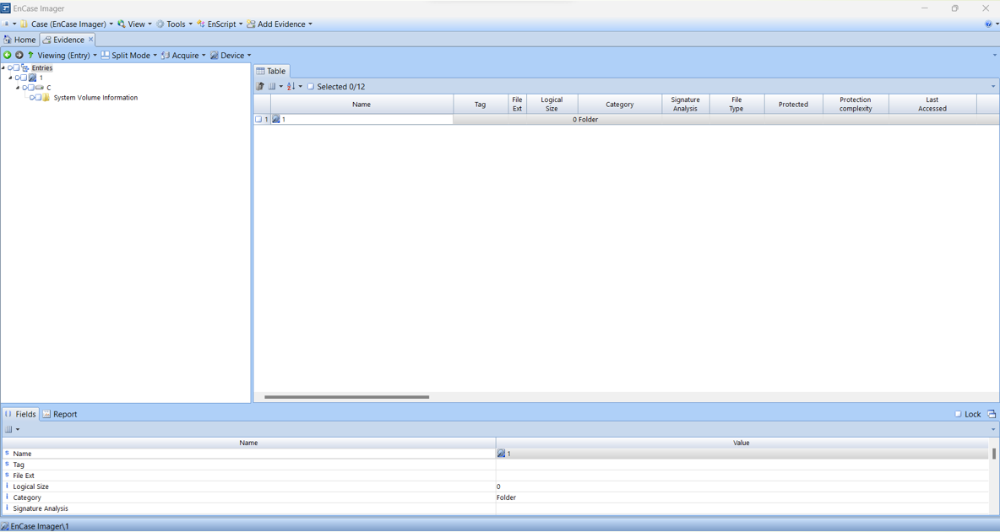 EnCase Imager
Case (EnCase Imager) View Tools EnScript Add Evidence
Home Evidence
Viewing (Entry) Split Mode Acquire Device
Entries
1
C
System Volume Information
Table
Selected 0/12
Name Tag File Ext Logical Size Category Signature Analysis File Type Protected Protection complexity Last Accessed
1 1 0 Folder
Fields Report Lock
Name Value
Name 1
Tag
File Ext
Logical Size 0
Category Folder
Signature Analysis
EnCase Imager\1